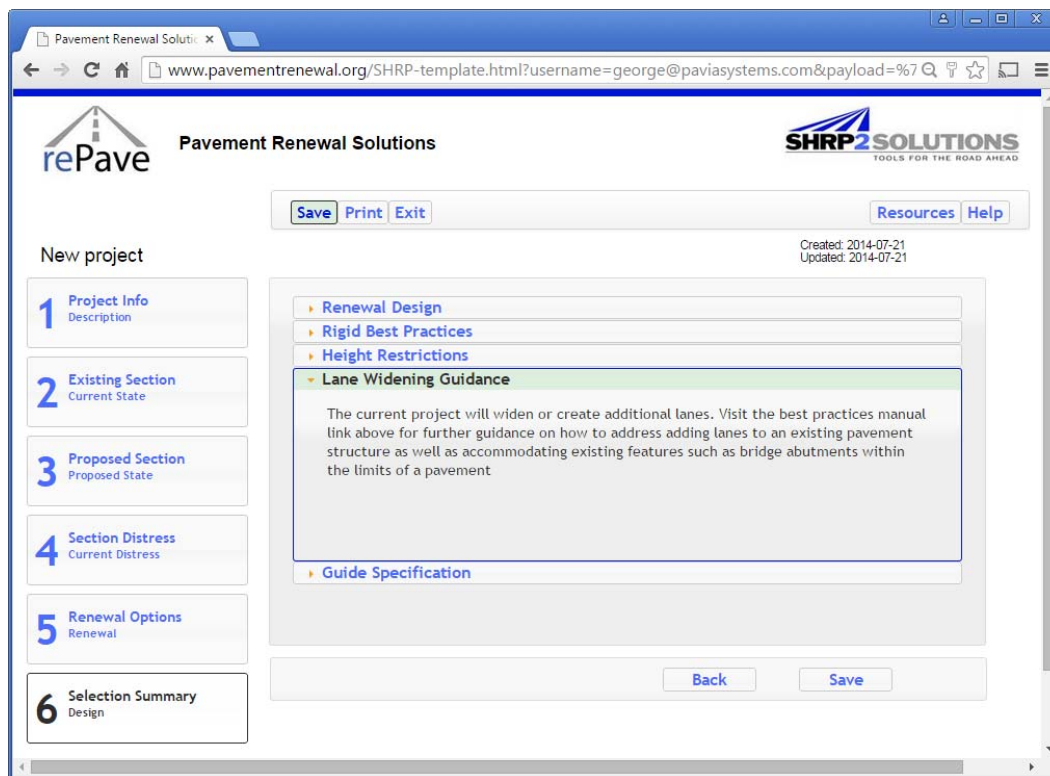 Pavement Renewal Solutic
www.pavementrenewal.org/SHRP-template.html?username=george@paviasystems.com&payload=%7
rePave
Pavement Renewal Solutions
SHRP2SOLUTIONS
TOOLS FOR THE ROAD AHEAD
Save Print Exit Resources Help
New project
Created: 2014-07-21
Updated: 2014-07-21
1 Project Info
Description
2 Existing Section
Current State
3 Proposed Section
Proposed State
4 Section Distress
Current Distress
5 Renewal Options
Renewal
6 Selection Summary
Design
Renewal Design
Rigid Best Practices
Height Restrictions
Lane Widening Guidance
The current project will widen or create additional lanes. Visit the best practices manual
link above for further guidance on how to address adding lanes to an existing pavement
structure as well as accommodating existing features such as bridge abutments within
the limits of a pavement
Guide Specification
Back Save